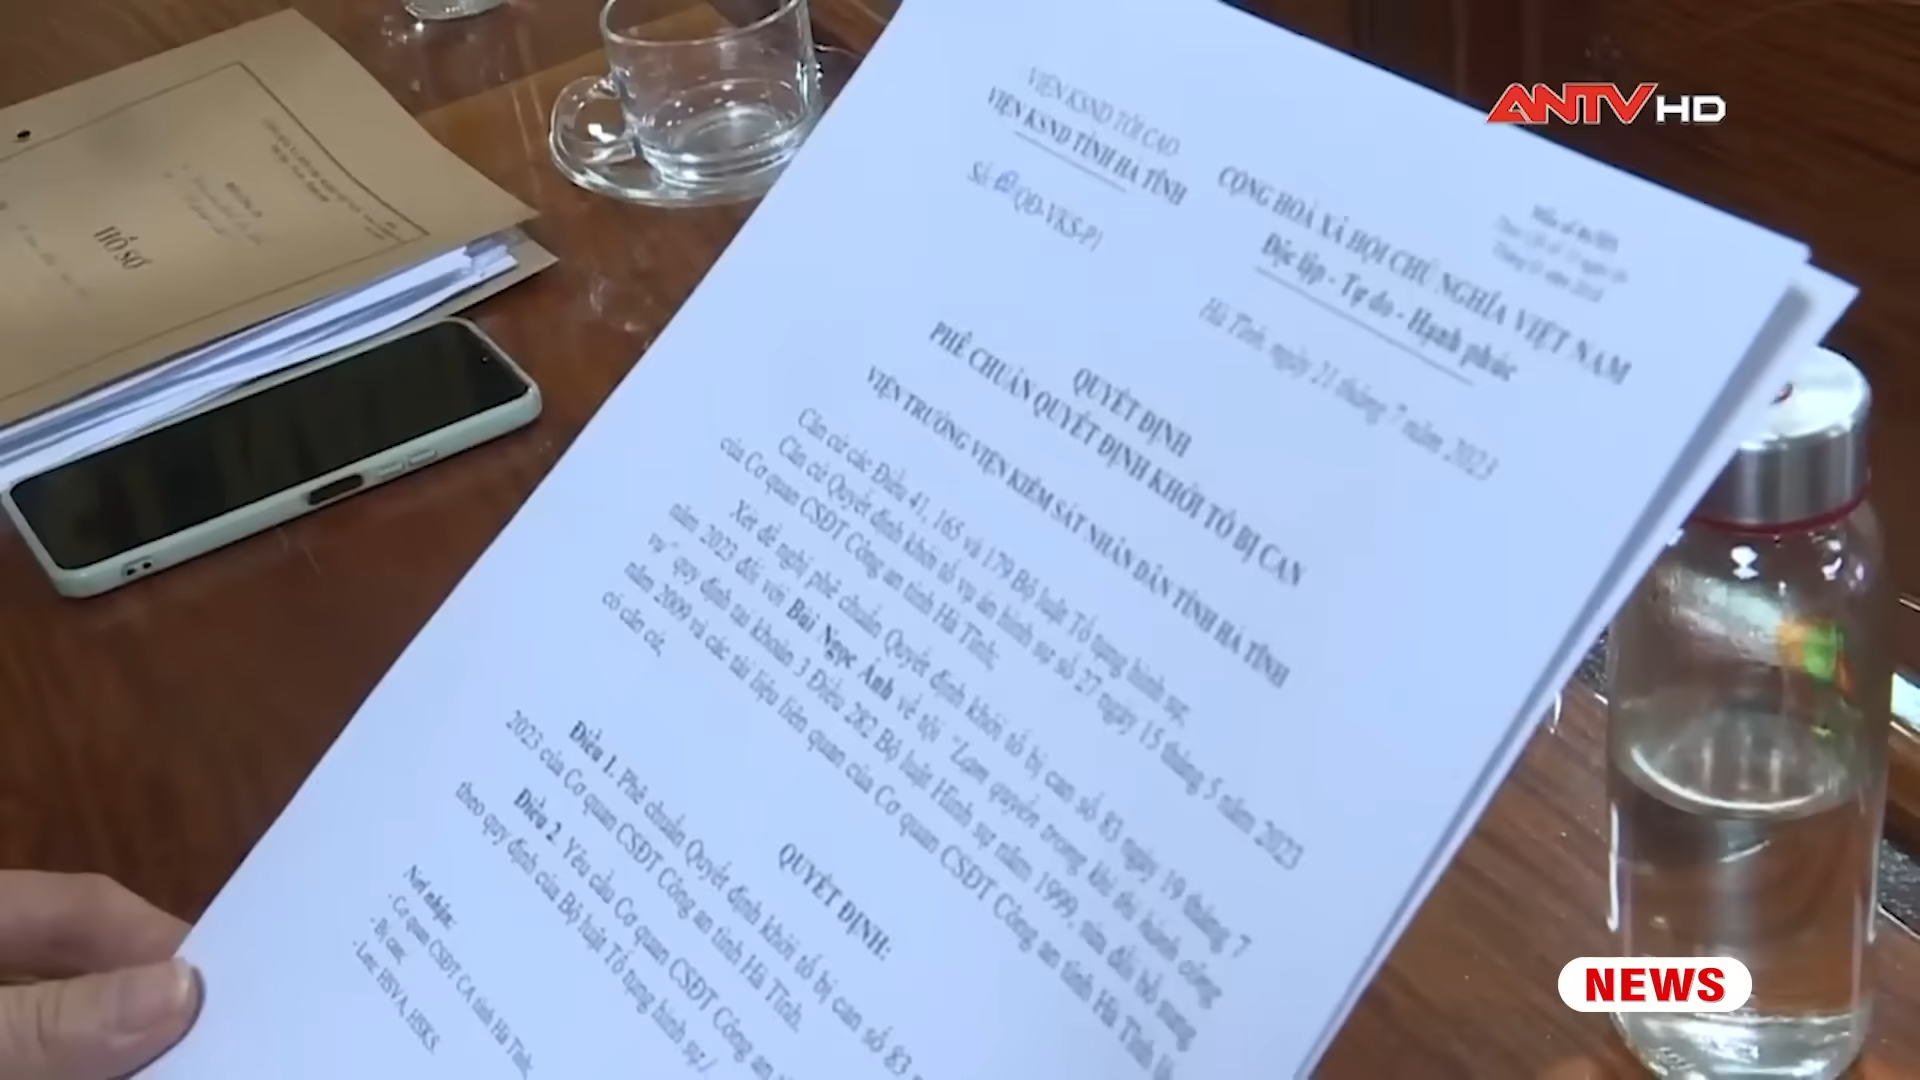 ANTV HD
VIỆN KSND TỐI CAO
VIỆN KSND TỈNH HÀ TĨNH
Số: QĐ-VKS-P1
CỘNG HOÀ XÃ HỘI CHỦ NGHĨA VIỆT NAM
Độc lập - Tự do - Hạnh phúc
Hà Tĩnh, ngày 21 tháng 7 năm 2023
QUYẾT ĐỊNH
PHÊ CHUẨN QUYẾT ĐỊNH KHỞI TỐ BỊ CAN
VIỆN TRƯỞNG VIỆN KIỂM SÁT NHÂN DÂN TỈNH HÀ TĨNH
Căn cứ các Điều 41, 165 và 179 Bộ luật Tố tụng hình sự;
Căn cứ Quyết định khởi tố vụ án hình sự số 27 ngày 15 tháng 5 năm 2023
của Cơ quan CSĐT Công an tỉnh Hà Tĩnh;
Xét đề nghị phê chuẩn Quyết định khởi tố bị can số 83 ngày 19 tháng 7
năm 2023 đối với Bùi Ngọc Ánh về tội "Lạm quyền trong khi thi hành công
vụ" quy định tại khoản 3 Điều 282 Bộ luật Hình sự năm 1999, sửa đổi bổ sung
năm 2009 và các tài liệu liên quan của Cơ quan CSĐT Công an tỉnh Hà Tĩnh
có căn cứ,
QUYẾT ĐỊNH:
Điều 1. Phê chuẩn Quyết định khởi tố bị can số 83
2023 của Cơ quan CSĐT Công an tỉnh Hà Tĩnh.
Điều 2. Yêu cầu Cơ quan CSĐT Công an
theo quy định của Bộ luật Tố tụng hình sự./
Nơi nhận:
- Cơ quan CSĐT CA tỉnh Hà Tĩnh;
- Bị can;
- Lưu: HSVA, HSKS.
HỒ SƠ
NEWS